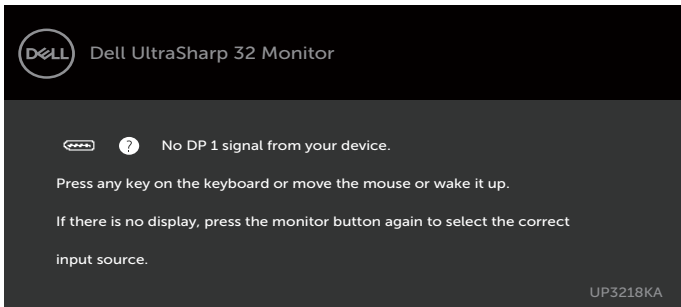 DELL
Dell UltraSharp 32 Monitor
? No DP 1 signal from your device.
Press any key on the keyboard or move the mouse or wake it up.
If there is no display, press the monitor button again to select the correct
input source.
UP3218KA